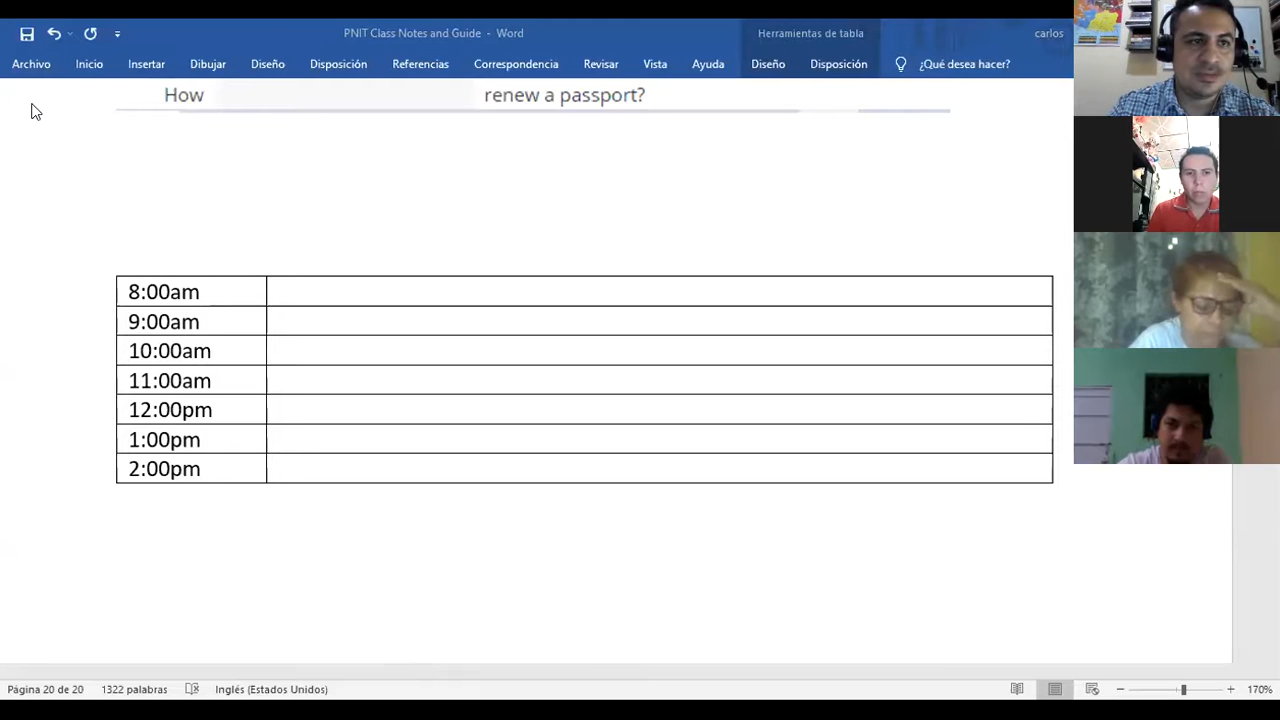 PNIT Class Notes and Guide - Word
Herramientas de tabla
carlos
Archivo Inicio Insertar Dibujar Diseño Disposición Referencias Correspondencia Revisar Vista Ayuda Diseño Disposición ¿Qué desea hacer?
How renew a passport?
8:00am
9:00am
10:00am
11:00am
12:00pm
1:00pm
2:00pm
Página 20 de 20 1322 palabras Inglés (Estados Unidos) 170%